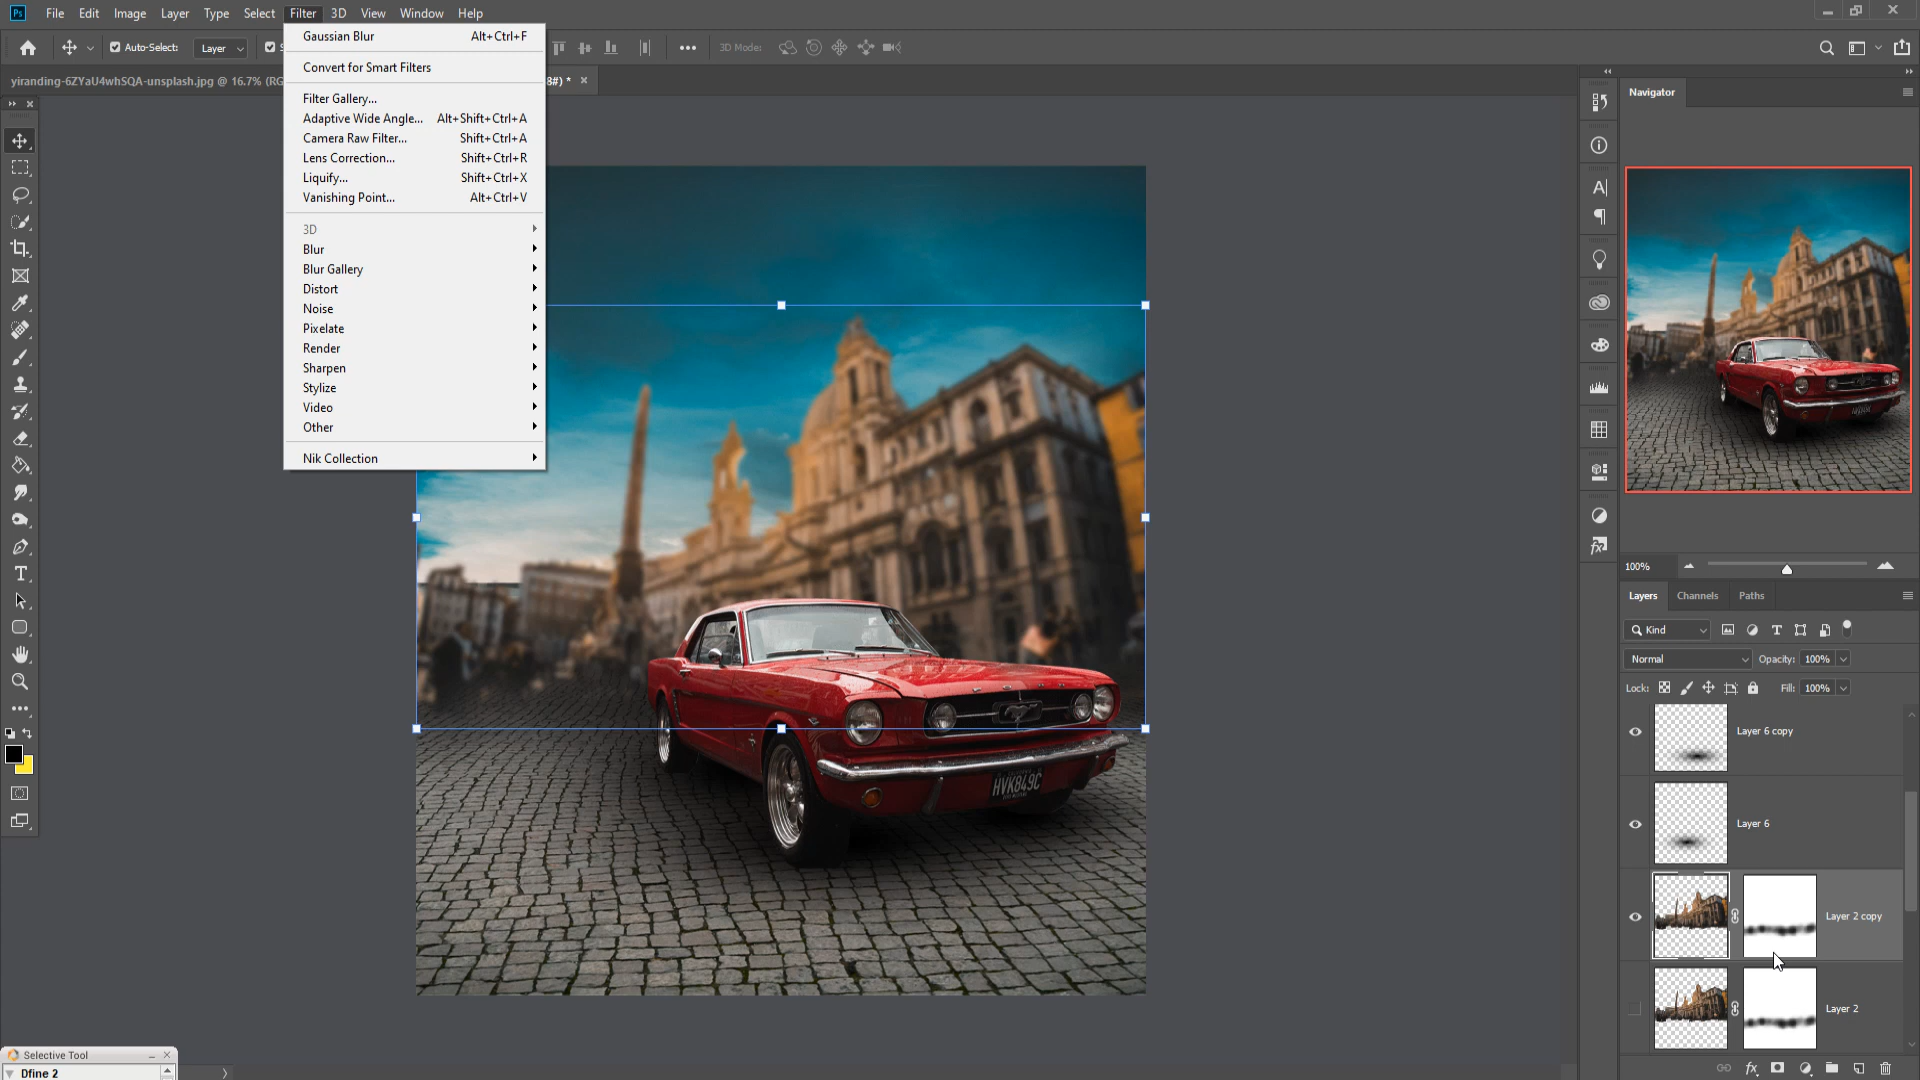 Ps File Edit Image Layer Type Select Filter 3D View Window Help
Auto-Select: Layer 3D Mode:
yiranding-6ZYaU4whSQA-unsplash.jpg @ 16.7% (RG 8#) * ×
Gaussian Blur Alt+Ctrl+F
Convert for Smart Filters
Filter Gallery...
Adaptive Wide Angle... Alt+Shift+Ctrl+A
Camera Raw Filter... Shift+Ctrl+A
Lens Correction... Shift+Ctrl+R
Liquify... Shift+Ctrl+X
Vanishing Point... Alt+Ctrl+V
3D
Blur
Blur Gallery
Distort
Noise
Pixelate
Render
Sharpen
Stylize
Video
Other
Nik Collection
HVK849C
Navigator
100%
Layers Channels Paths
Kind
Normal Opacity: 100%
Lock: Fill: 100%
Layer 6 copy
Layer 6
Layer 2 copy
Layer 2
fx
Selective Tool
Dfine 2